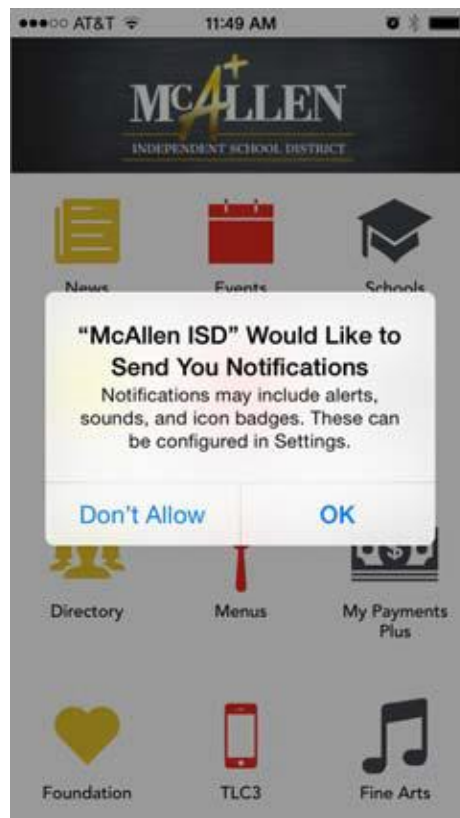 AT&T 11:49 AM
McALLEN
INDEPENDENT SCHOOL DISTRICT
News Events Schools
“McAllen ISD” Would Like to
Send You Notifications
Notifications may include alerts,
sounds, and icon badges. These can
be configured in Settings.
Don't Allow OK
Directory Menus My Payments
Plus
Foundation TLC3 Fine Arts